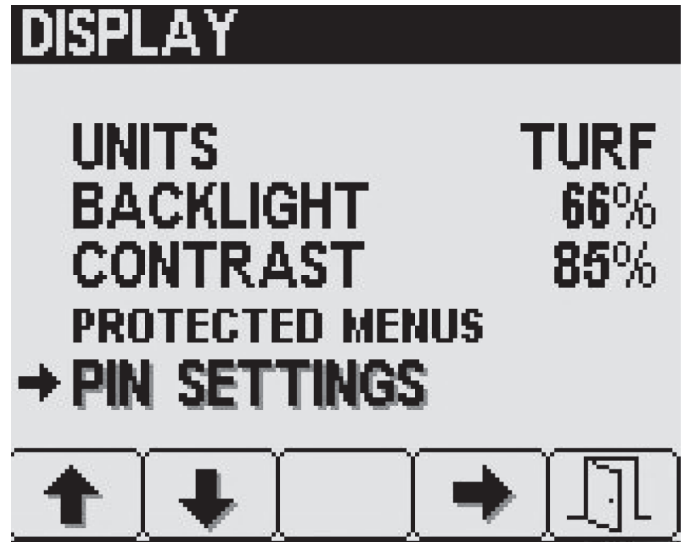 DISPLAY
UNITS TURF
BACKLIGHT 66%
CONTRAST 85%
PROTECTED MENUS
PIN SETTINGS